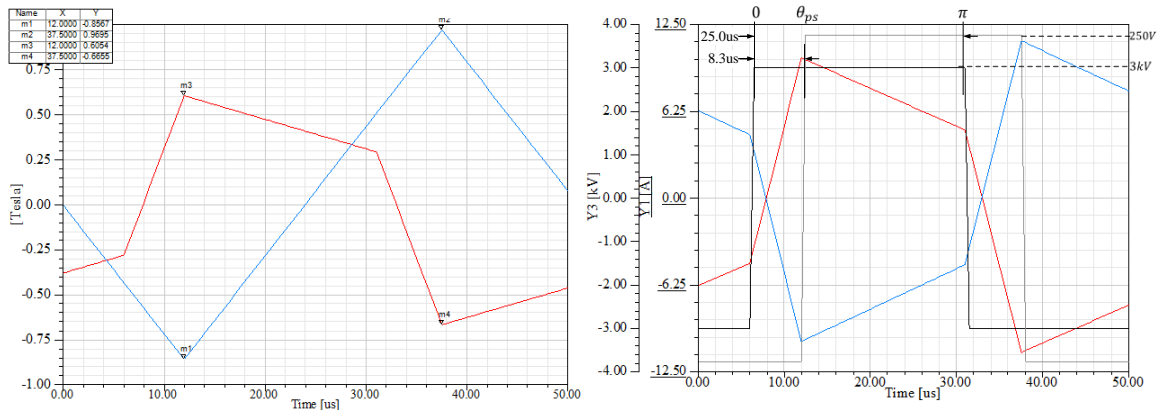 Name X Y
m1 12.0000 -0.8567
m2 37.5000 0.9695
m3 12.0000 0.6054
m4 37.5000 -0.6655
m2
m3
m1
m4
0.75
0.50
0.25
0.00
-0.25
-0.50
-0.75
-1.00
[Tesla]
0.00 10.00 20.00 30.00 40.00 50.00
Time [us]
0 θps π
25.0us
8.3us
250V
3kV
4.00
3.00
2.00
1.00
0.00
-1.00
-2.00
-3.00
-4.00
Y3 [kV]
12.50
6.25
0.00
-6.25
-12.50
Y1 [A]
0.00 10.00 20.00 30.00 40.00 50.00
Time [us]